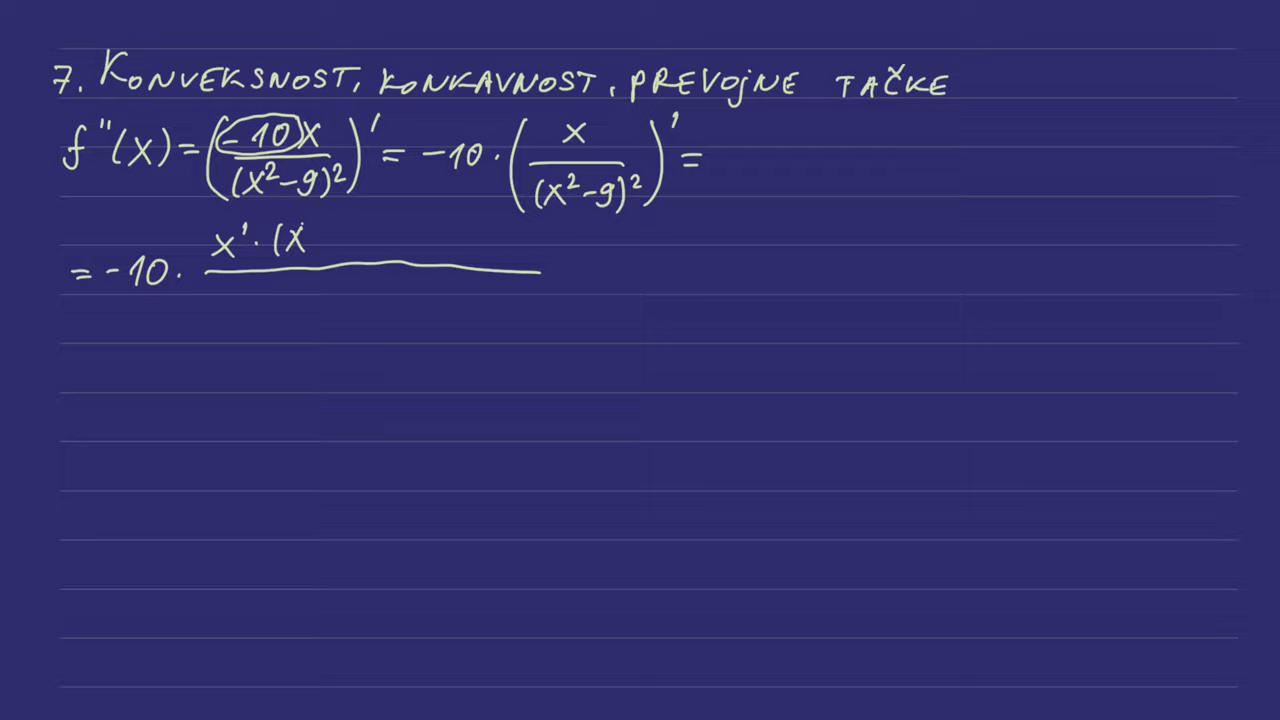 7. KONVEKSNOST, KONKAVNOST, PREVOJNE TAČKE
f''(x) = (-10x / (x²-9)²)' = -10 · (x / (x²-9)²)' =
= -10 · x' · (x